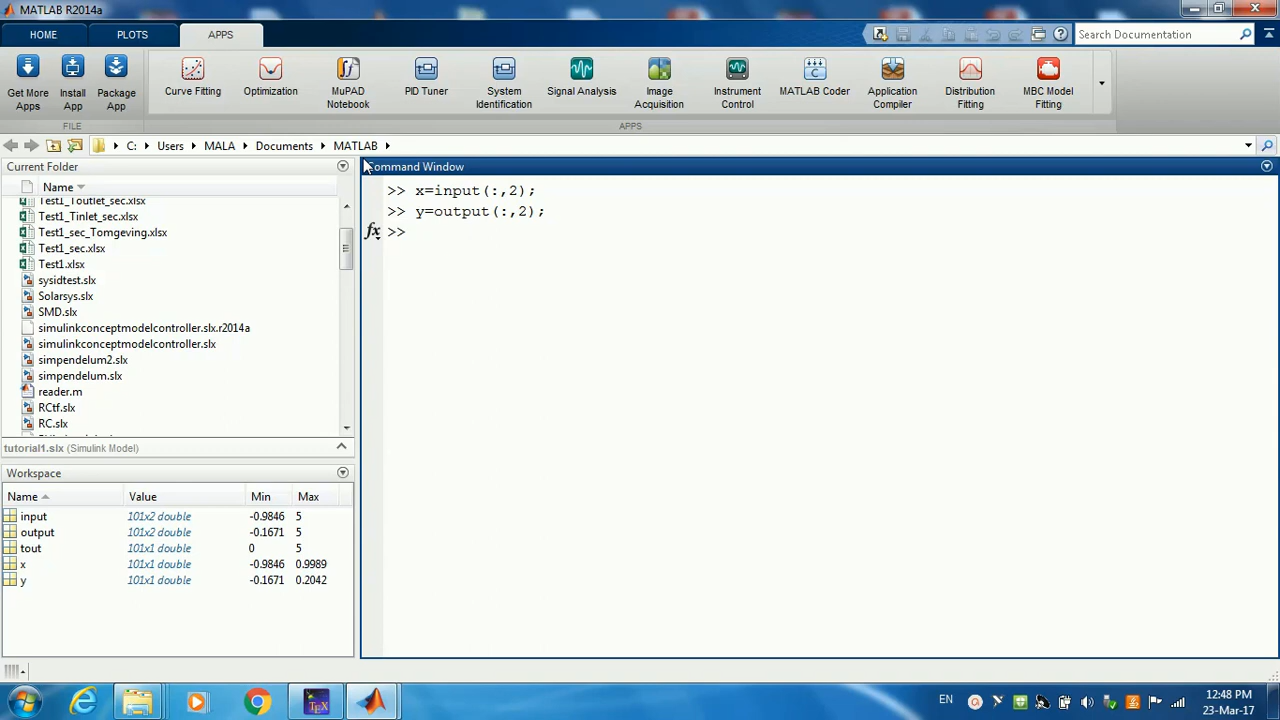 MATLAB R2014a
HOME PLOTS APPS Search Documentation
Get More Apps
Install App
Package App
Curve Fitting
Optimization
MuPAD Notebook
PID Tuner
System Identification
Signal Analysis
Image Acquisition
Instrument Control
MATLAB Coder
Application Compiler
Distribution Fitting
MBC Model Fitting
FILE APPS
C: Users MALA Documents MATLAB
Current Folder
Name
Test1_Toutlet_sec.xlsx
Test1_Tinlet_sec.xlsx
Test1_sec_Tomgeving.xlsx
Test1_sec.xlsx
Test1.xlsx
sysidtest.slx
Solarsys.slx
SMD.slx
simulinkconceptmodelcontroller.slx.r2014a
simulinkconceptmodelcontroller.slx
simpendelum2.slx
simpendelum.slx
reader.m
RCtf.slx
RC.slx
tutorial1.slx (Simulink Model)
Workspace
Name Value Min Max
input 101x2 double -0.9846 5
output 101x2 double -0.1671 5
tout 101x1 double 0 5
x 101x1 double -0.9846 0.9989
y 101x1 double -0.1671 0.2042
Command Window
>> x=input(:,2);
>> y=output(:,2);
fx >>
EN
12:48 PM
23-Mar-17